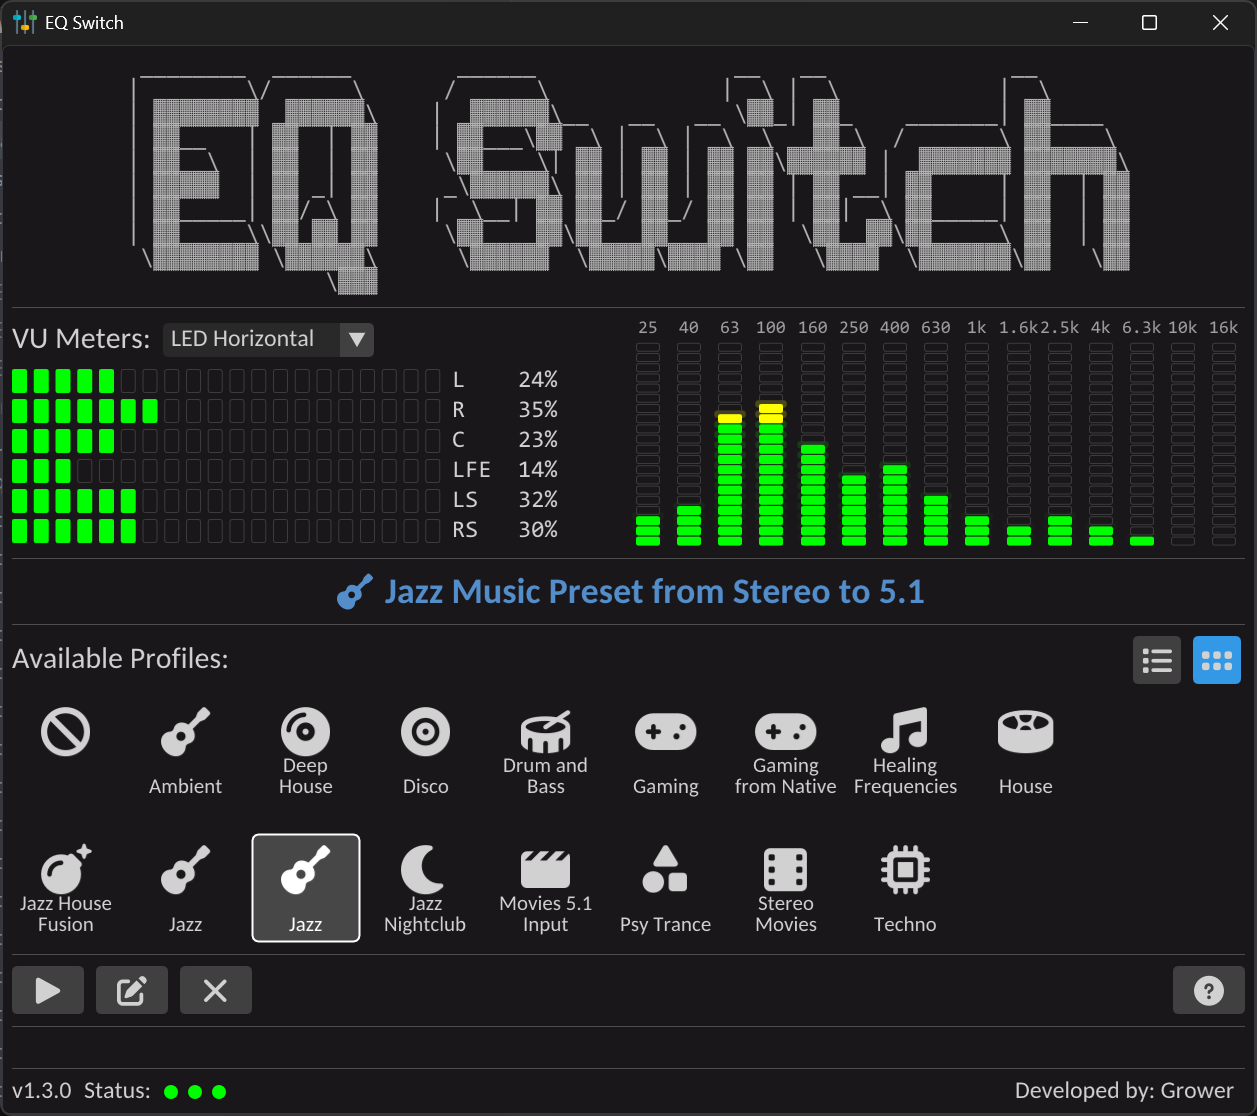 EQ Switch
EQ Switch
VU Meters: LED Horizontal
L 24%
R 35%
C 23%
LFE 14%
LS 32%
RS 30%
25 40 63 100 160 250 400 630 1k 1.6k 2.5k 4k 6.3k 10k 16k
Jazz Music Preset from Stereo to 5.1
Available Profiles:
Ambient
Deep
House
Disco
Drum and
Bass
Gaming
Gaming
from Native
Healing
Frequencies
House
Jazz House
Fusion
Jazz
Jazz
Jazz
Nightclub
Movies 5.1
Input
Psy Trance
Stereo
Movies
Techno
?
v1.3.0 Status:
Developed by: Grower